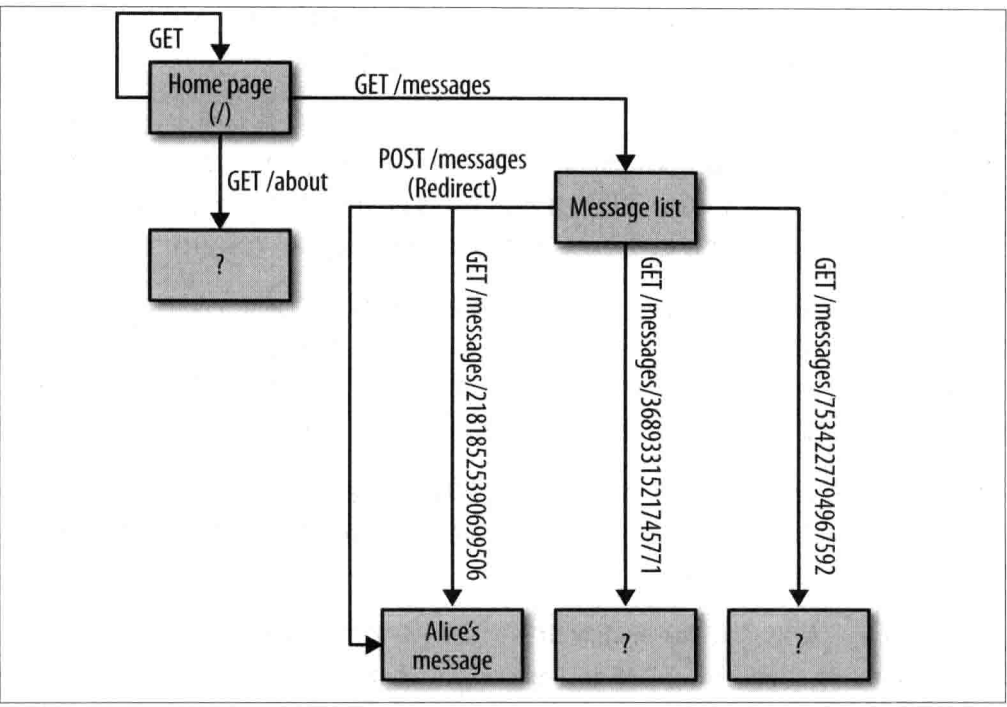 GET
Home page
(/)
GET /messages
POST /messages
(Redirect)
GET /about
Message list
?
GET /messages/21818525390699506
GET /messages/3689331521745771
GET /messages/7534227794967592
Alice's
message
?
?